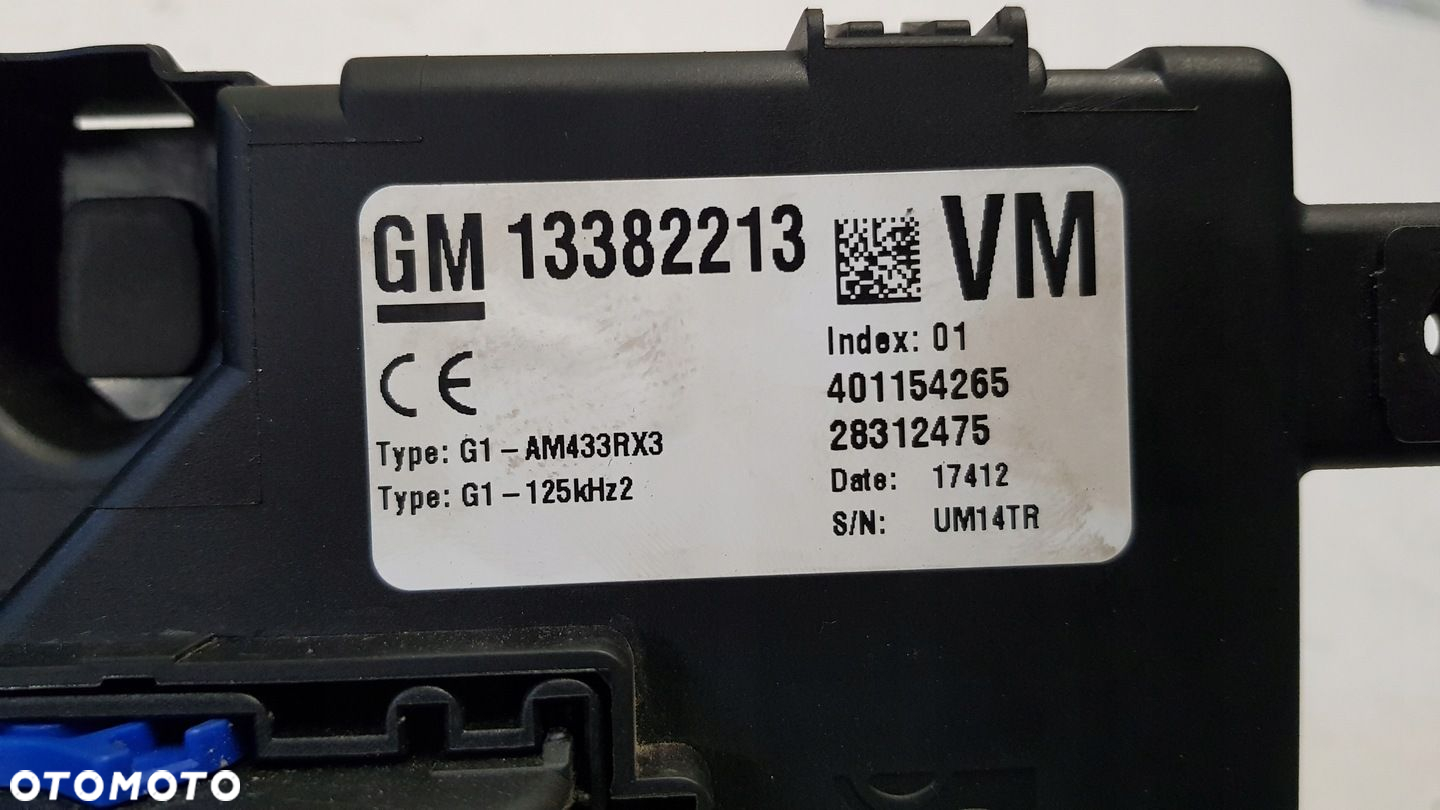 GM 13382213 VM
CE
Type: G1-AM433RX3
Type: G1-125kHz2
Index: 01
401154265
28312475
Date: 17412
S/N: UM14TR
OTOMOTO